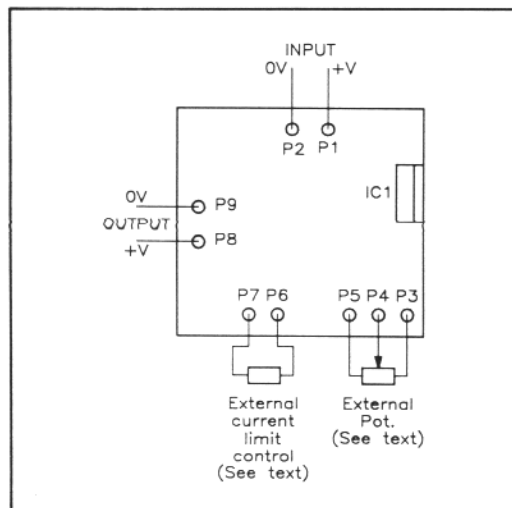 INPUT
0V +V
P2 P1
IC1
0V P9
OUTPUT
+V P8
P7 P6 P5 P4 P3
External
current
limit
control
(See text)
External
Pot.
(See text)